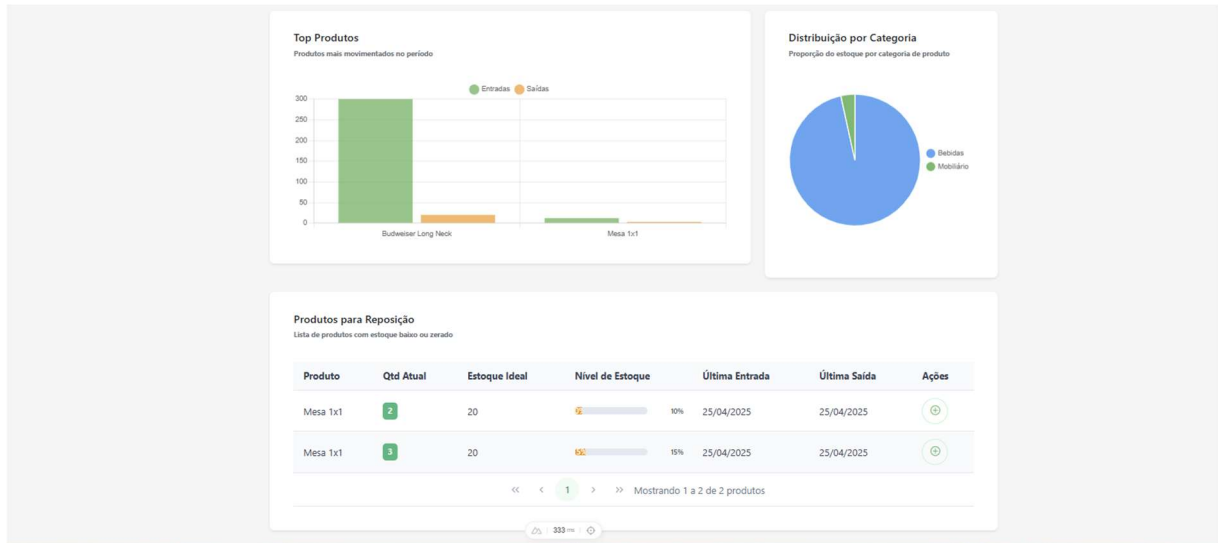 Top Produtos
Produtos mais movimentados no período
Entradas Saídas
300
250
200
150
100
50
0
Budweiser Long Neck Mesa 1x1
Distribuição por Categoria
Proporção do estoque por categoria de produto
Bebidas
Mobiliário
Produtos para Reposição
Lista de produtos com estoque baixo ou zerado
Produto Qtd Atual Estoque Ideal Nível de Estoque Última Entrada Última Saída Ações
Mesa 1x1 2 20 10% 25/04/2025 25/04/2025
Mesa 1x1 3 20 15% 25/04/2025 25/04/2025
<< < 1 > >> Mostrando 1 a 2 de 2 produtos
333 ms